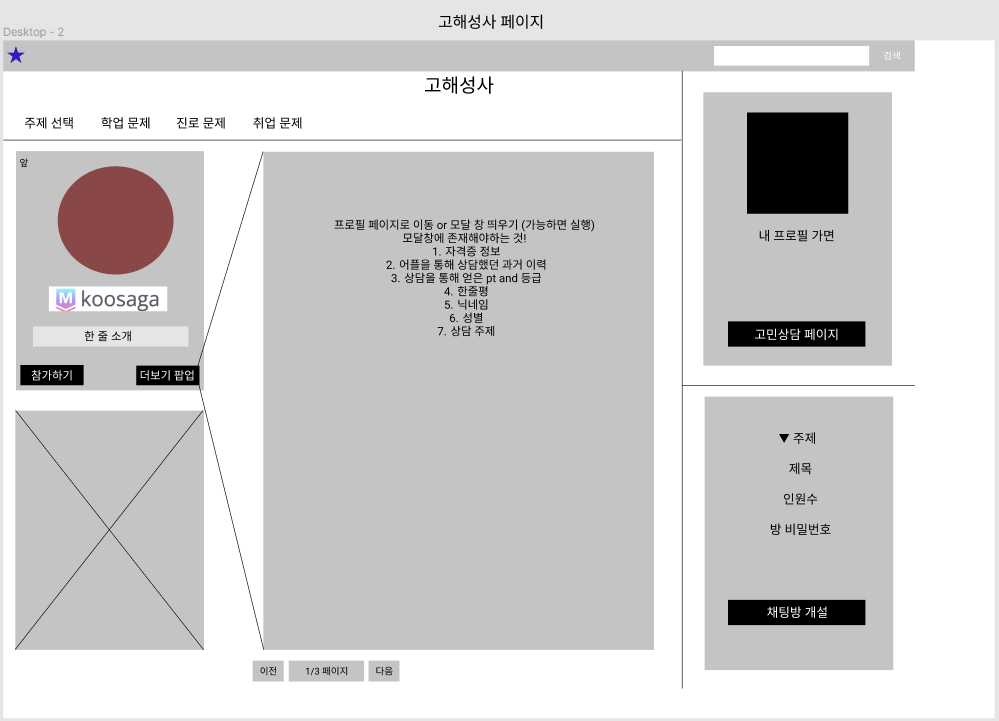 고해성사 페이지
Desktop - 2
검색
고해성사
주제 선택
학업 문제
진로 문제
취업 문제
앞
koosaga
한 줄 소개
참가하기
더보기 팝업
프로필 페이지로 이동 or 모달 창 띄우기 (가능하면 실행)
모달창에 존재해야하는 것!
1. 자격증 정보
2. 어플을 통해 상담했던 과거 이력
3. 상담을 통해 얻은 pt and 등급
4. 한줄평
5. 닉네임
6. 성별
7. 상담 주제
이전
1/3 페이지
다음
내 프로필 가면
고민상담 페이지
▼ 주제
제목
인원수
방 비밀번호
채팅방 개설